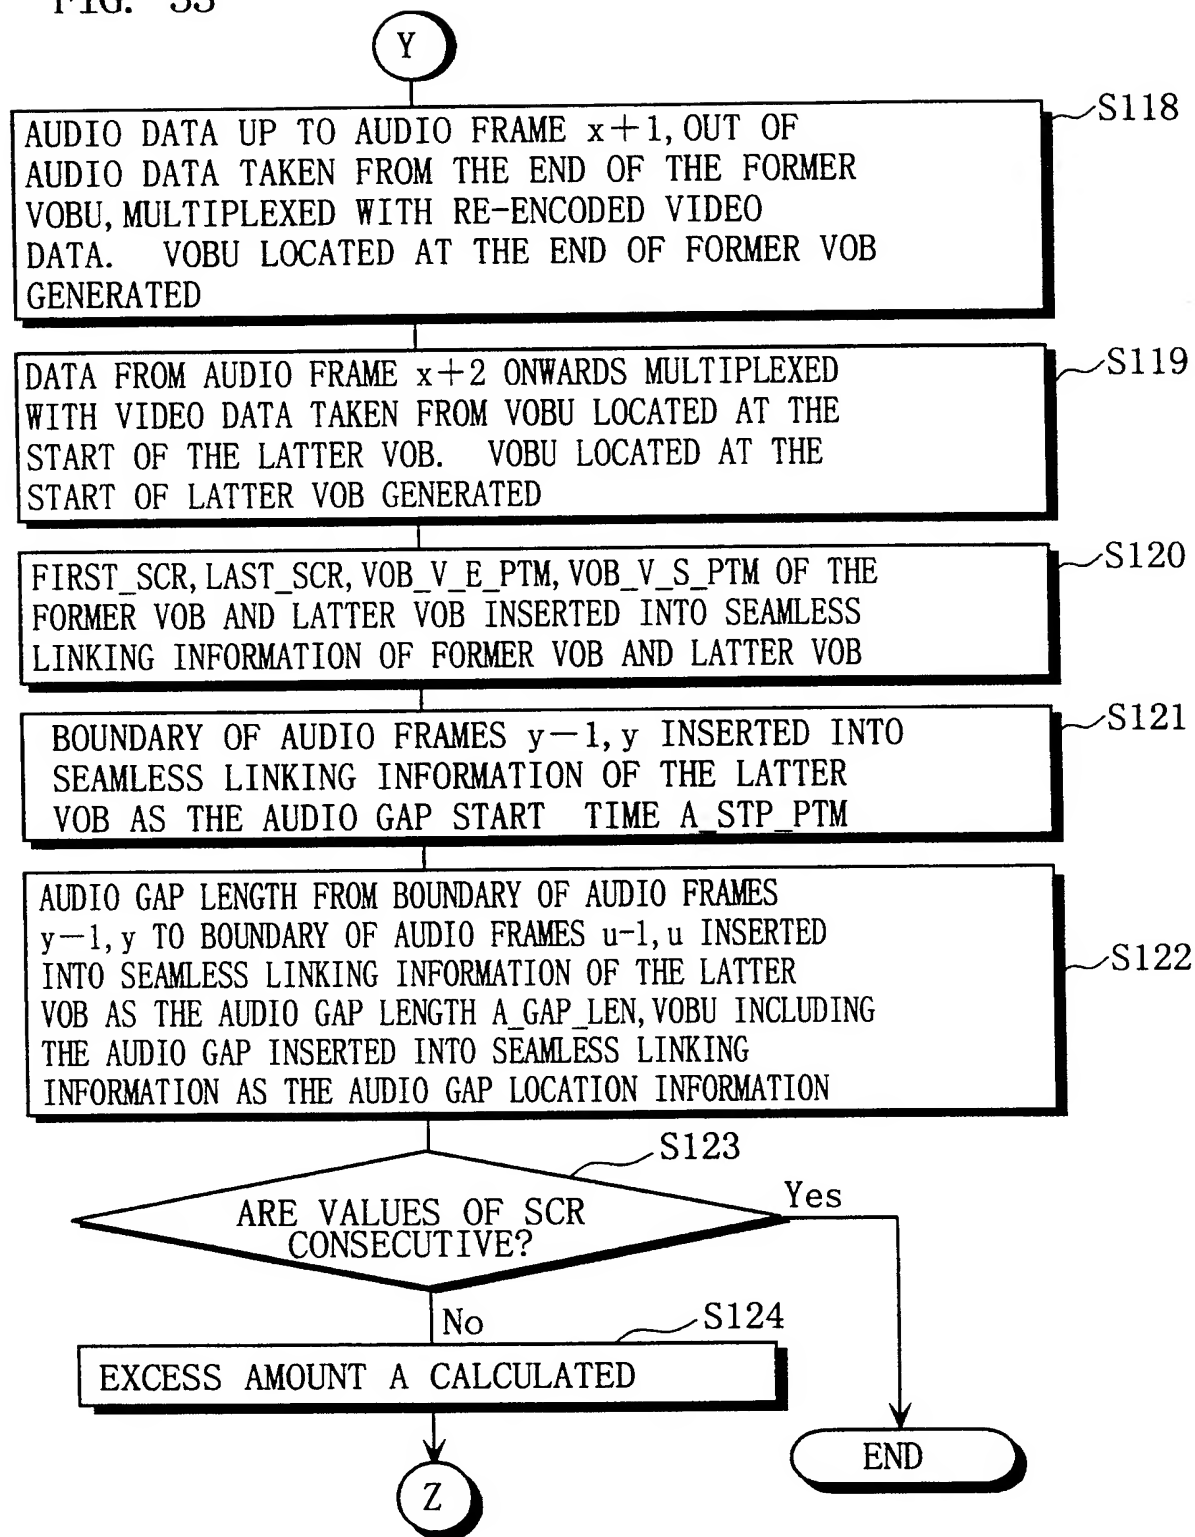 FIG. 33
Y
S118
AUDIO DATA UP TO AUDIO FRAME x+1, OUT OF
AUDIO DATA TAKEN FROM THE END OF THE FORMER
VOBU, MULTIPLEXED WITH RE-ENCODED VIDEO
DATA. VOBU LOCATED AT THE END OF FORMER VOB
GENERATED
S119
DATA FROM AUDIO FRAME x+2 ONWARDS MULTIPLEXED
WITH VIDEO DATA TAKEN FROM VOBU LOCATED AT THE
START OF THE LATTER VOB. VOBU LOCATED AT THE
START OF LATTER VOB GENERATED
S120
FIRST_SCR, LAST_SCR, VOB_V_E_PTM, VOB_V_S_PTM OF THE
FORMER VOB AND LATTER VOB INSERTED INTO SEAMLESS
LINKING INFORMATION OF FORMER VOB AND LATTER VOB
S121
BOUNDARY OF AUDIO FRAMES y-1, y INSERTED INTO
SEAMLESS LINKING INFORMATION OF THE LATTER
VOB AS THE AUDIO GAP START TIME A_STP_PTM
S122
AUDIO GAP LENGTH FROM BOUNDARY OF AUDIO FRAMES
y-1, y TO BOUNDARY OF AUDIO FRAMES u-1, u INSERTED
INTO SEAMLESS LINKING INFORMATION OF THE LATTER
VOB AS THE AUDIO GAP LENGTH A_GAP_LEN, VOBU INCLUDING
THE AUDIO GAP INSERTED INTO SEAMLESS LINKING
INFORMATION AS THE AUDIO GAP LOCATION INFORMATION
S123
ARE VALUES OF SCR
CONSECUTIVE?
Yes
No
S124
EXCESS AMOUNT A CALCULATED
END
Z